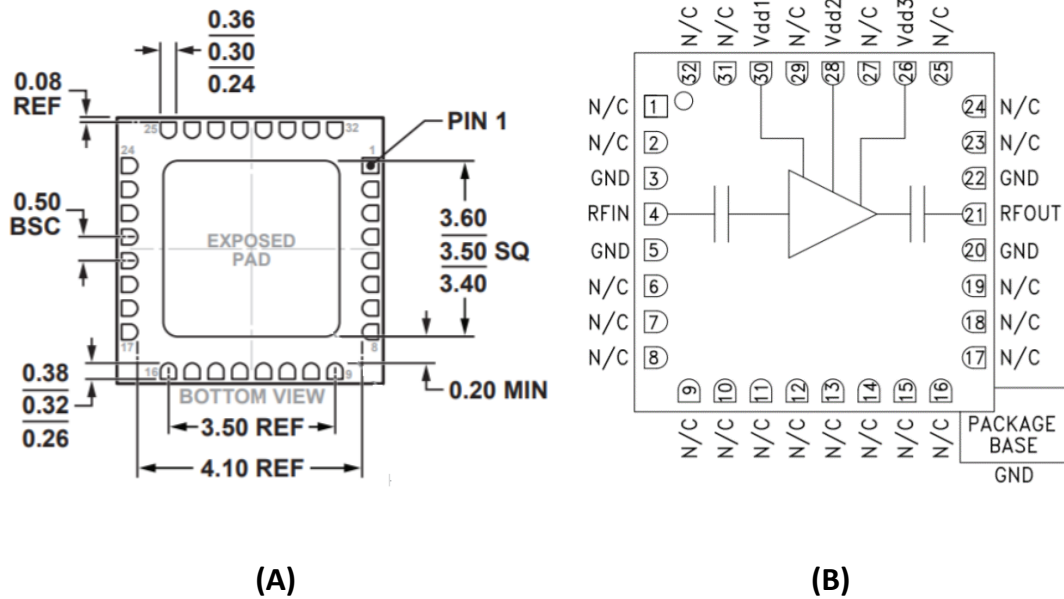 0.36
0.30
0.24
0.08
REF
25
32
PIN 1
24
1
0.50
BSC
EXPOSED
PAD
3.60
3.50 SQ
3.40
17
8
16
9
0.38
0.32
0.26
BOTTOM VIEW
0.20 MIN
3.50 REF
4.10 REF
(A)
N/C
N/C
Vdd1
N/C
Vdd2
N/C
Vdd3
N/C
32
31
30
29
28
27
26
25
N/C 1
N/C 2
GND 3
RFIN 4
GND 5
N/C 6
N/C 7
N/C 8
24 N/C
23 N/C
22 GND
21 RFOUT
20 GND
19 N/C
18 N/C
17 N/C
9
10
11
12
13
14
15
16
N/C
N/C
N/C
N/C
N/C
N/C
N/C
N/C
PACKAGE
BASE
GND
(B)